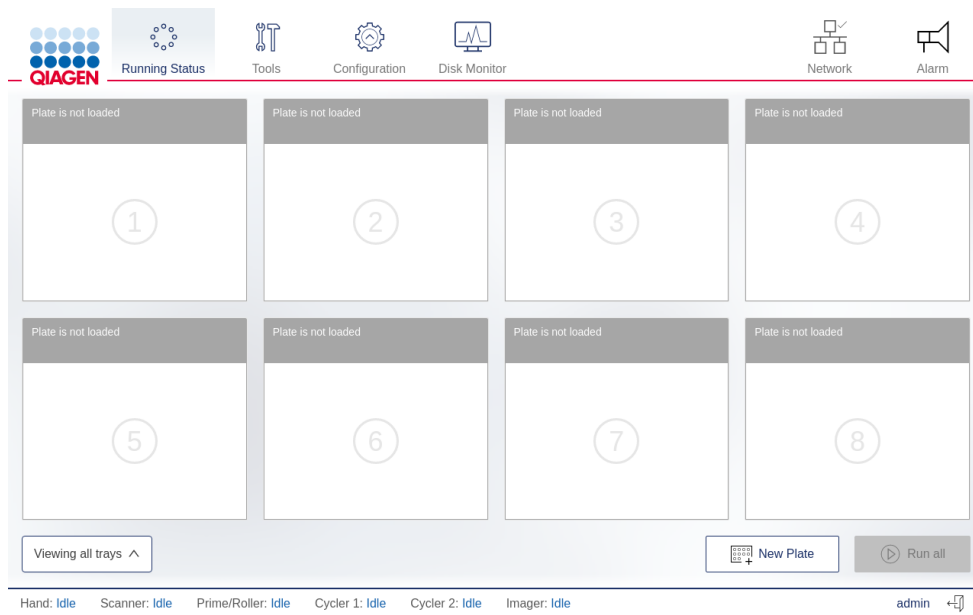 QIAGEN
Running Status
Tools
Configuration
Disk Monitor
Network
Alarm
Plate is not loaded
Plate is not loaded
Plate is not loaded
Plate is not loaded
1
2
3
4
Plate is not loaded
Plate is not loaded
Plate is not loaded
Plate is not loaded
5
6
7
8
Viewing all trays
New Plate
Run all
Hand: Idle
Scanner: Idle
Prime/Roller: Idle
Cycler 1: Idle
Cycler 2: Idle
Imager: Idle
admin